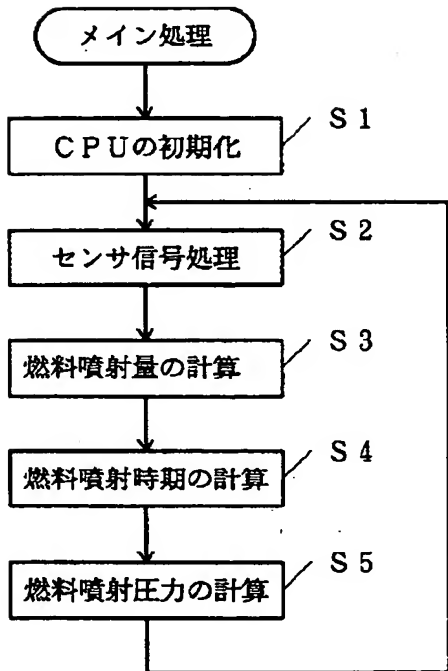 メイン処理
CPUの初期化
S1
センサ信号処理
S2
燃料噴射量の計算
S3
燃料噴射時期の計算
S4
燃料噴射圧力の計算
S5